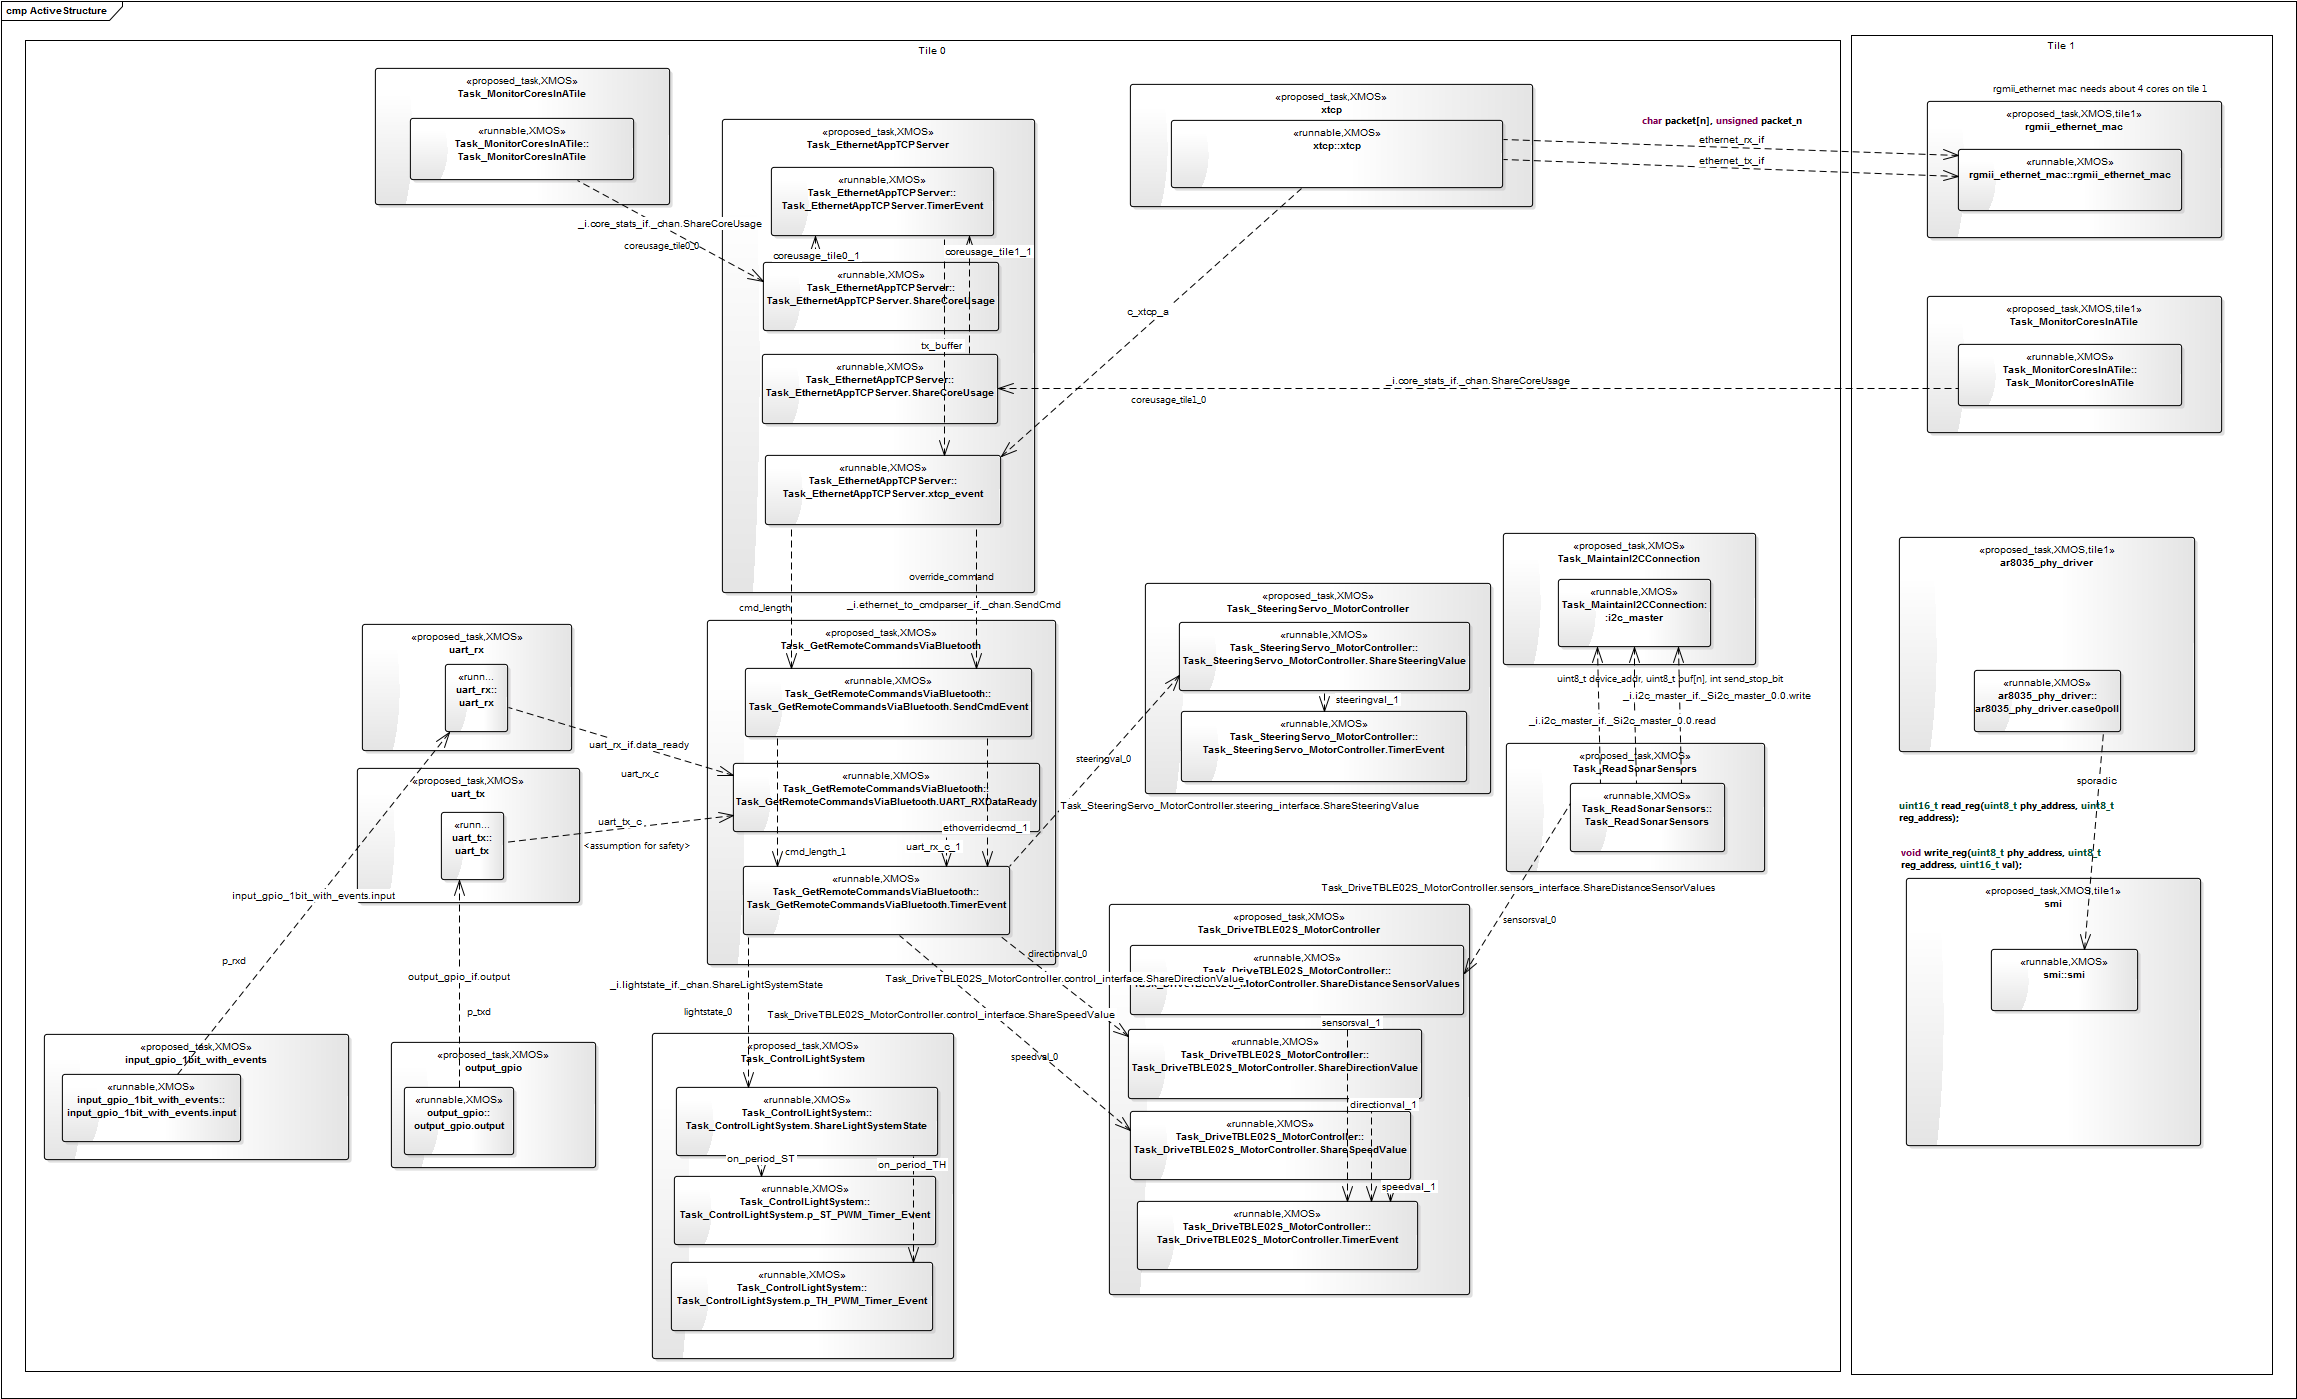 cmp ActiveStructure
Tile 0
«proposed_task,XMOS»
Task_MonitorCoresInATile
«runnable,XMOS»
Task_MonitorCoresInATile::
Task_MonitorCoresInATile
_i.core_stats_if._chan.ShareCoreUsage
coreusage_tile0_0
«proposed_task,XMOS»
Task_EthernetAppTCPServer
«runnable,XMOS»
Task_EthernetAppTCPServer::
Task_EthernetAppTCPServer.TimerEvent
coreusage_tile0_1
coreusage_tile1_1
«runnable,XMOS»
Task_EthernetAppTCPServer::
Task_EthernetAppTCPServer.ShareCoreUsage
tx_buffer
«runnable,XMOS»
Task_EthernetAppTCPServer::
Task_EthernetAppTCPServer.ShareCoreUsage
«runnable,XMOS»
Task_EthernetAppTCPServer::
Task_EthernetAppTCPServer.xtcp_event
«proposed_task,XMOS»
xtcp
«runnable,XMOS»
xtcp::xtcp
char packet[n], unsigned packet_n
ethernet_rx_if
ethernet_tx_if
c_xtcp_a
_i.core_stats_if._chan.ShareCoreUsage
coreusage_tile1_0
override_command
cmd_length
_i.ethernet_to_cmdparser_if._chan.SendCmd
«proposed_task,XMOS»
uart_rx
«runn...
uart_rx::
uart_rx
uart_rx_if.data_ready
uart_rx_c
«proposed_task,XMOS»
uart_tx
«runn...
uart_tx::
uart_tx
uart_tx_c
<assumption for safety>
«proposed_task,XMOS»
Task_GetRemoteCommandsViaBluetooth
«runnable,XMOS»
Task_GetRemoteCommandsViaBluetooth::
Task_GetRemoteCommandsViaBluetooth.SendCmdEvent
«runnable,XMOS»
Task_GetRemoteCommandsViaBluetooth::
Task_GetRemoteCommandsViaBluetooth.UART_RXDataReady
ethoverridecmd_1
cmd_length_1
uart_rx_c_1
«runnable,XMOS»
Task_GetRemoteCommandsViaBluetooth::
Task_GetRemoteCommandsViaBluetooth.TimerEvent
«proposed_task,XMOS»
Task_SteeringServo_MotorController
«runnable,XMOS»
Task_SteeringServo_MotorController::
Task_SteeringServo_MotorController.ShareSteeringValue
steeringval_1
«runnable,XMOS»
Task_SteeringServo_MotorController::
Task_SteeringServo_MotorController.TimerEvent
steeringval_0
Task_SteeringServo_MotorController.steering_interface.ShareSteeringValue
«proposed_task,XMOS»
Task_MaintainI2CConnection
«runnable,XMOS»
Task_MaintainI2CConnection:
:i2c_master
uint8_t device_addr, uint8_t buf[n], int send_stop_bit
_i.i2c_master_if._Si2c_master_0.0.write
_i.i2c_master_if._Si2c_master_0.0.read
«proposed_task,XMOS»
Task_ReadSonarSensors
«runnable,XMOS»
Task_ReadSonarSensors::
Task_ReadSonarSensors
Task_DriveTBLE02S_MotorController.sensors_interface.ShareDistanceSensorValues
sensorsval_0
input_gpio_1bit_with_events.input
p_rxd
output_gpio_if.output
p_txd
«proposed_task,XMOS»
input_gpio_1bit_with_events
«runnable,XMOS»
input_gpio_1bit_with_events::
input_gpio_1bit_with_events.input
«proposed_task,XMOS»
output_gpio
«runnable,XMOS»
output_gpio::
output_gpio.output
_i.lightstate_if._chan.ShareLightSystemState
lightstate_0
directionval_0
Task_DriveTBLE02S_MotorController.control_interface.ShareDirectionValue
Task_DriveTBLE02S_MotorController.control_interface.ShareSpeedValue
speedval_0
«proposed_task,XMOS»
Task_ControlLightSystem
«runnable,XMOS»
Task_ControlLightSystem::
Task_ControlLightSystem.ShareLightSystemState
on_period_ST
on_period_TH
«runnable,XMOS»
Task_ControlLightSystem::
Task_ControlLightSystem.p_ST_PWM_Timer_Event
«runnable,XMOS»
Task_ControlLightSystem::
Task_ControlLightSystem.p_TH_PWM_Timer_Event
«proposed_task,XMOS»
Task_DriveTBLE02S_MotorController
«runnable,XMOS»
Task_DriveTBLE02S_MotorController::
Task_DriveTBLE02S_MotorController.ShareDistanceSensorValues
sensorsval_1
«runnable,XMOS»
Task_DriveTBLE02S_MotorController::
Task_DriveTBLE02S_MotorController.ShareDirectionValue
directionval_1
«runnable,XMOS»
Task_DriveTBLE02S_MotorController::
Task_DriveTBLE02S_MotorController.ShareSpeedValue
speedval_1
«runnable,XMOS»
Task_DriveTBLE02S_MotorController::
Task_DriveTBLE02S_MotorController.TimerEvent
Tile 1
rgmii_ethernet mac needs about 4 cores on tile 1
«proposed_task,XMOS,tile1»
rgmii_ethernet_mac
«runnable,XMOS»
rgmii_ethernet_mac::rgmii_ethernet_mac
«proposed_task,XMOS,tile1»
Task_MonitorCoresInATile
«runnable,XMOS»
Task_MonitorCoresInATile::
Task_MonitorCoresInATile
«proposed_task,XMOS,tile1»
ar8035_phy_driver
«runnable,XMOS»
ar8035_phy_driver::
ar8035_phy_driver.case0poll
sporadic
uint16_t read_reg(uint8_t phy_address, uint8_t
reg_address);
void write_reg(uint8_t phy_address, uint8_t
reg_address, uint16_t val);
«proposed_task,XMOS,tile1»
smi
«runnable,XMOS»
smi::smi